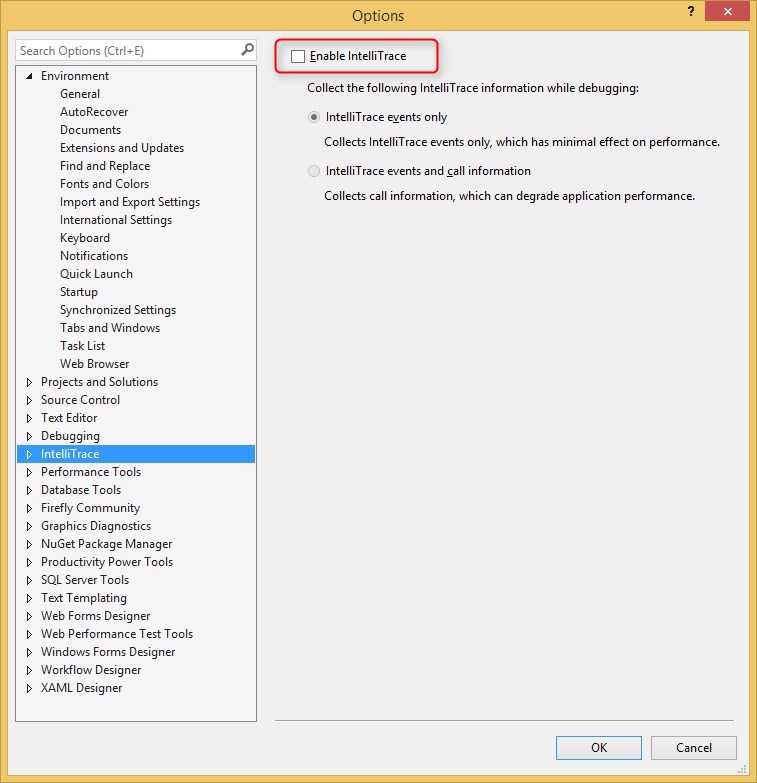 Options
?
Search Options (Ctrl+E)
Environment
General
AutoRecover
Documents
Extensions and Updates
Find and Replace
Fonts and Colors
Import and Export Settings
International Settings
Keyboard
Notifications
Quick Launch
Startup
Synchronized Settings
Tabs and Windows
Task List
Web Browser
Projects and Solutions
Source Control
Text Editor
Debugging
IntelliTrace
Performance Tools
Database Tools
Firefly Community
Graphics Diagnostics
NuGet Package Manager
Productivity Power Tools
SQL Server Tools
Text Templating
Web Forms Designer
Web Performance Test Tools
Windows Forms Designer
Workflow Designer
XAML Designer
Enable IntelliTrace
Collect the following IntelliTrace information while debugging:
IntelliTrace events only
Collects IntelliTrace events only, which has minimal effect on performance.
IntelliTrace events and call information
Collects call information, which can degrade application performance.
OK
Cancel